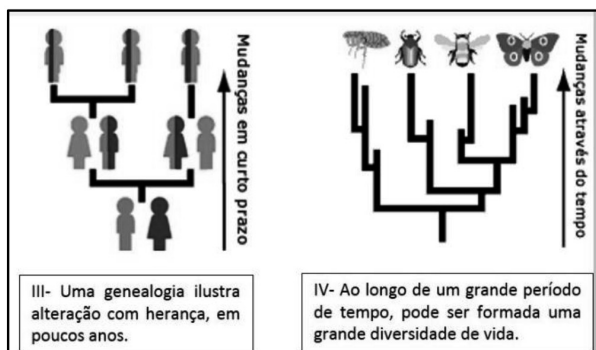 Mudanças em curto prazo
Mudanças através do tempo
III- Uma genealogia ilustra
alteração com herança, em
poucos anos.
IV- Ao longo de um grande período
de tempo, pode ser formada uma
grande diversidade de vida.